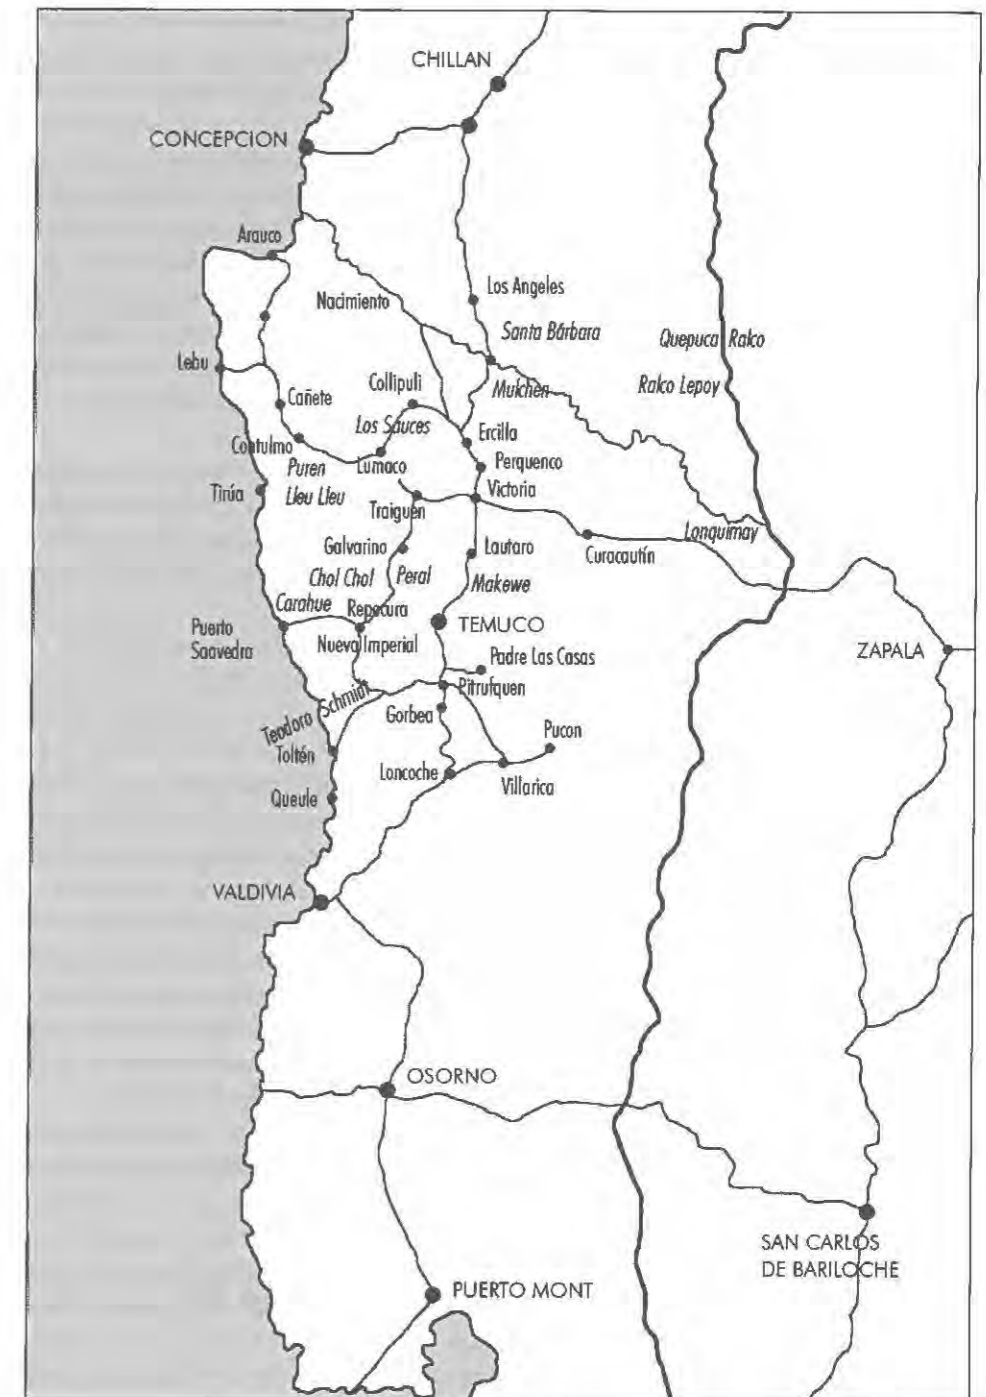 CHILLAN
CONCEPCION
Arauco
Los Angeles
Nacimiento
Santa Bárbara
Quepuca Ralco
Lebu
Collipuli
Mulchen
Ralco Lepoy
Cañete
Los Sauces
Ercilla
Contulmo
Puren
Lumaco
Perquenco
Tirúa
Lleu Lleu
Victoria
Traiguen
Galvarino
Lautaro
Curacautín
Lonquimay
Chol Chol
Peral
Makewe
Carahue
Repocura
Puerto
Saavedra
TEMUCO
Nueva Imperial
ZAPALA
Padre Las Casas
Pitrufquen
Teodoro Schmidt
Gorbea
Toltén
Pucon
Loncoche
Villarica
Queule
VALDIVIA
OSORNO
SAN CARLOS
DE BARILOCHE
PUERTO MONT